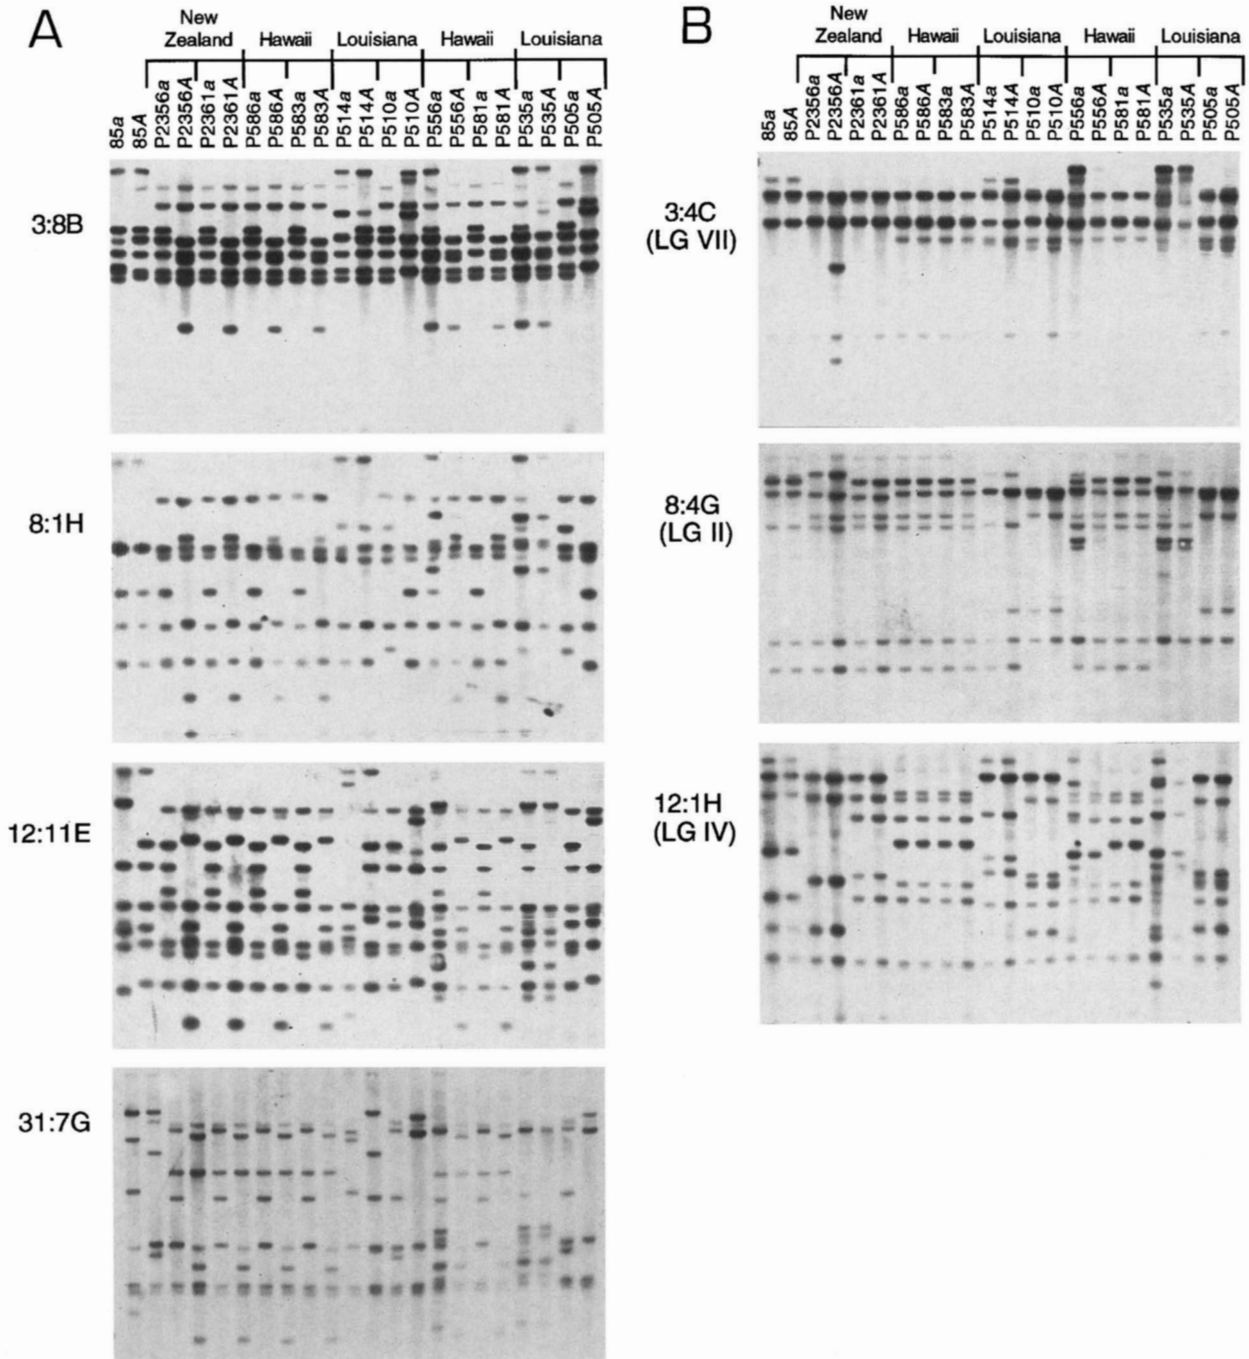 A
New
Zealand Hawaii Louisiana Hawaii Louisiana
85a 85A P2356a P2356A P2361a P2361A P586a P586A P583a P583A P514a P514A P510a P510A P556a P556A P581a P581A P535a P535A P505a P505A
3:8B
8:1H
12:11E
31:7G
B
New
Zealand Hawaii Louisiana Hawaii Louisiana
85a 85A P2356a P2356A P2361a P2361A P586a P586A P583a P583A P514a P514A P510a P510A P556a P556A P581a P581A P535a P535A P505a P505A
3:4C
(LG VII)
8:4G
(LG II)
12:1H
(LG IV)